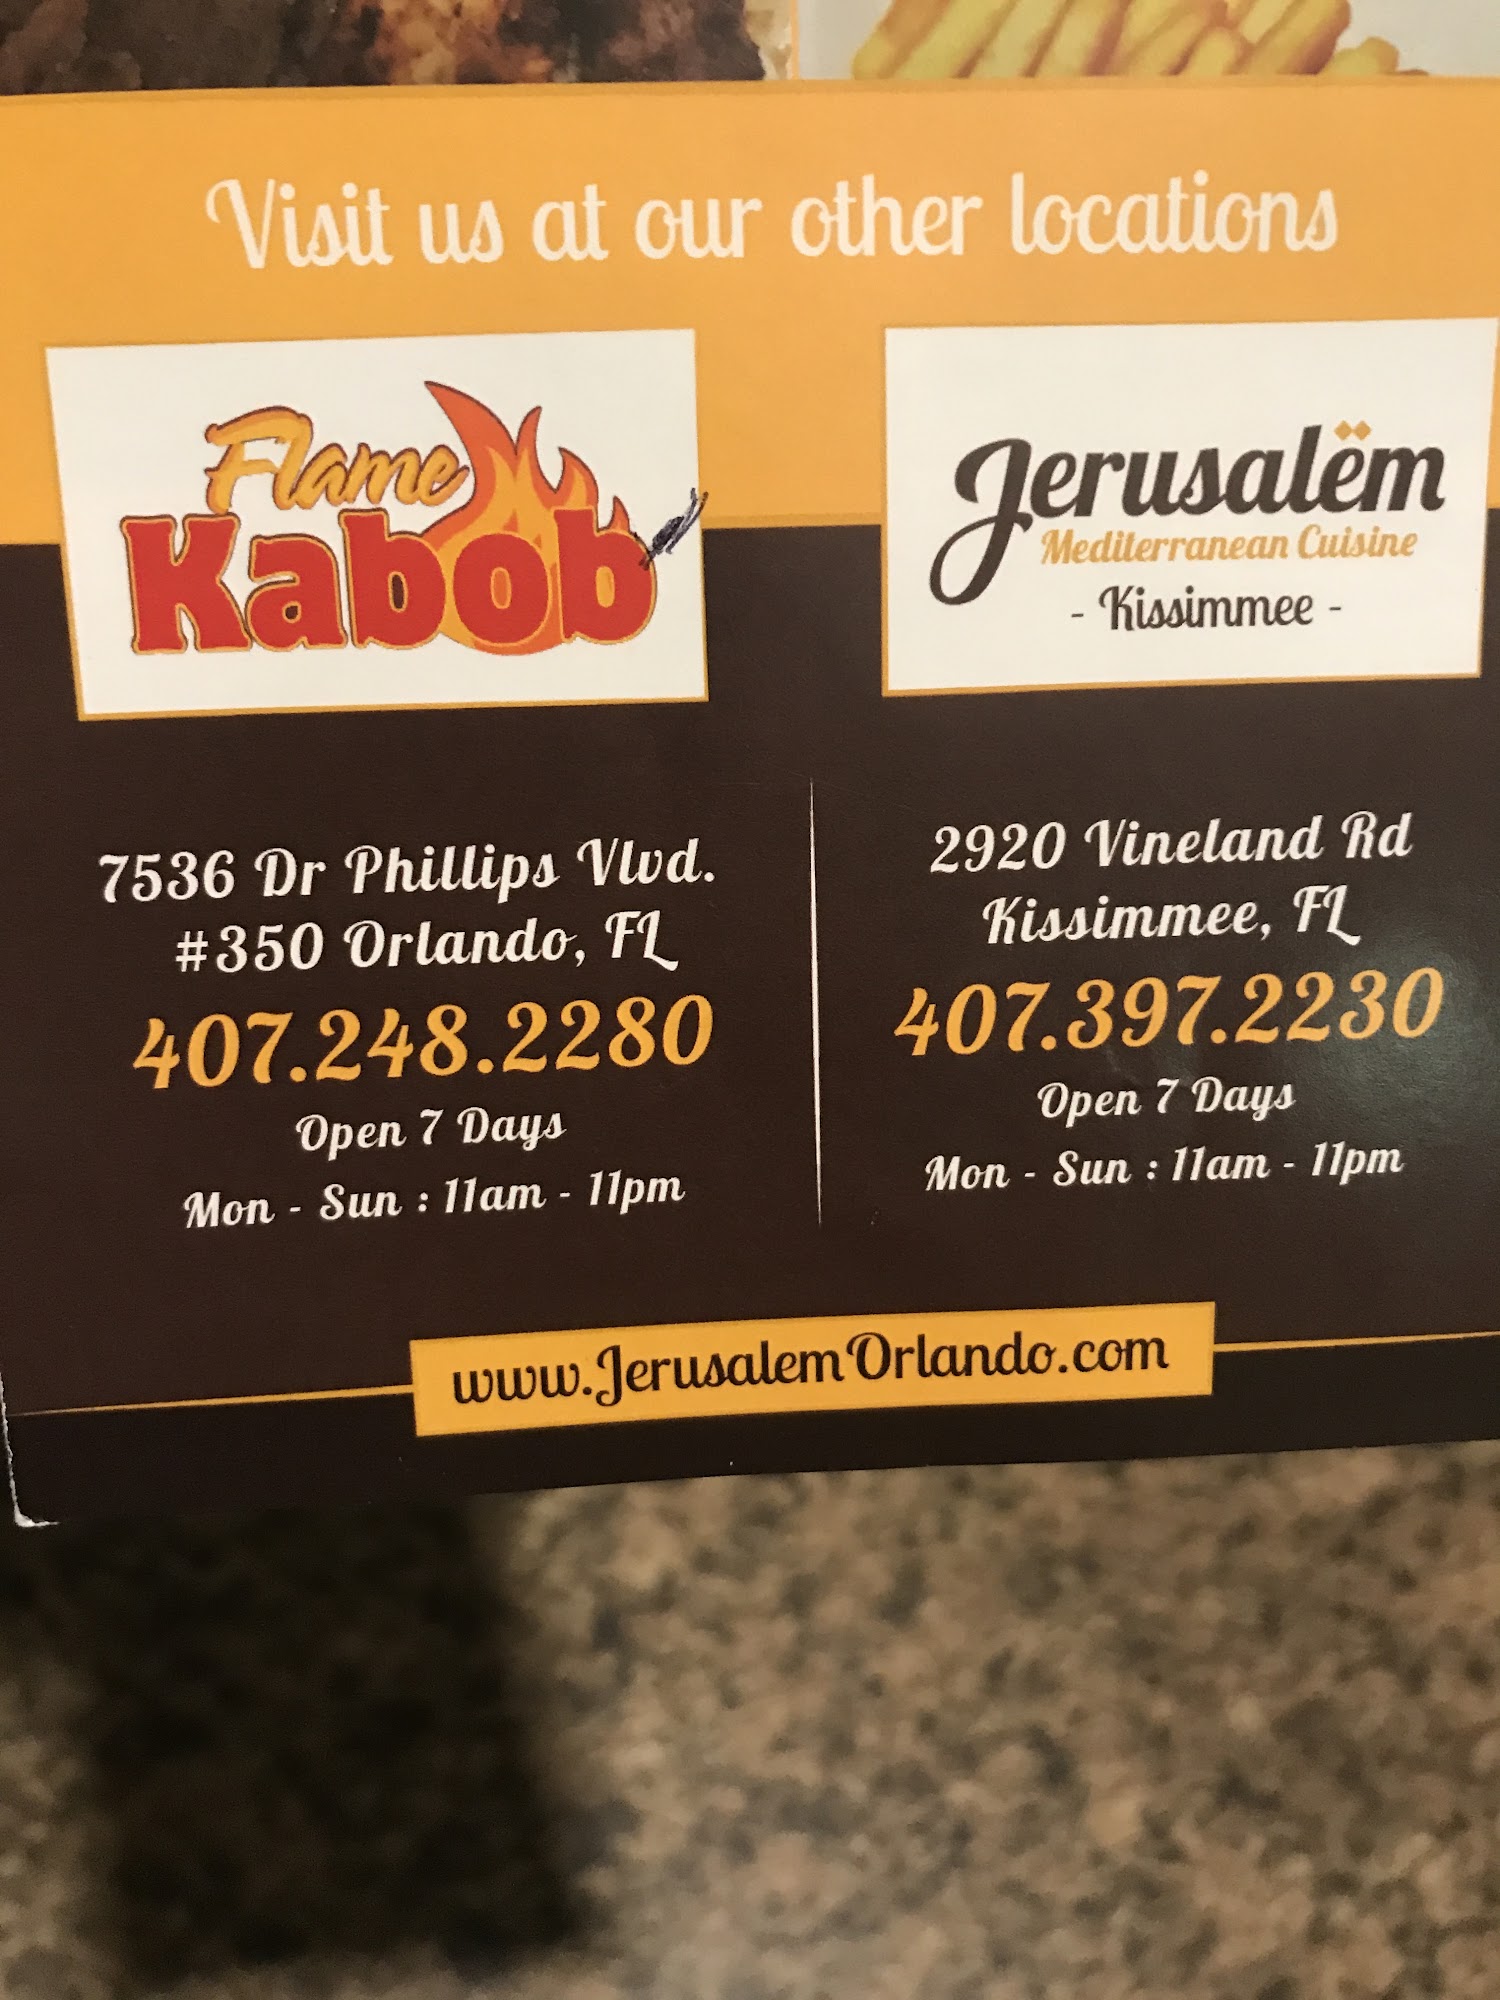 Visit us at our other locations
Flame
Kabob
7536 Dr Phillips Vlvd.
#350 Orlando, FL
407.248.2280
Open 7 Days
Mon - Sun : 11am - 11pm
Jerusalëm
Mediterranean Cuisine
- Kissimmee -
2920 Vineland Rd
Kissimmee, FL
407.397.2230
Open 7 Days
Mon - Sun : 11am - 11pm
www.JerusalemOrlando.com